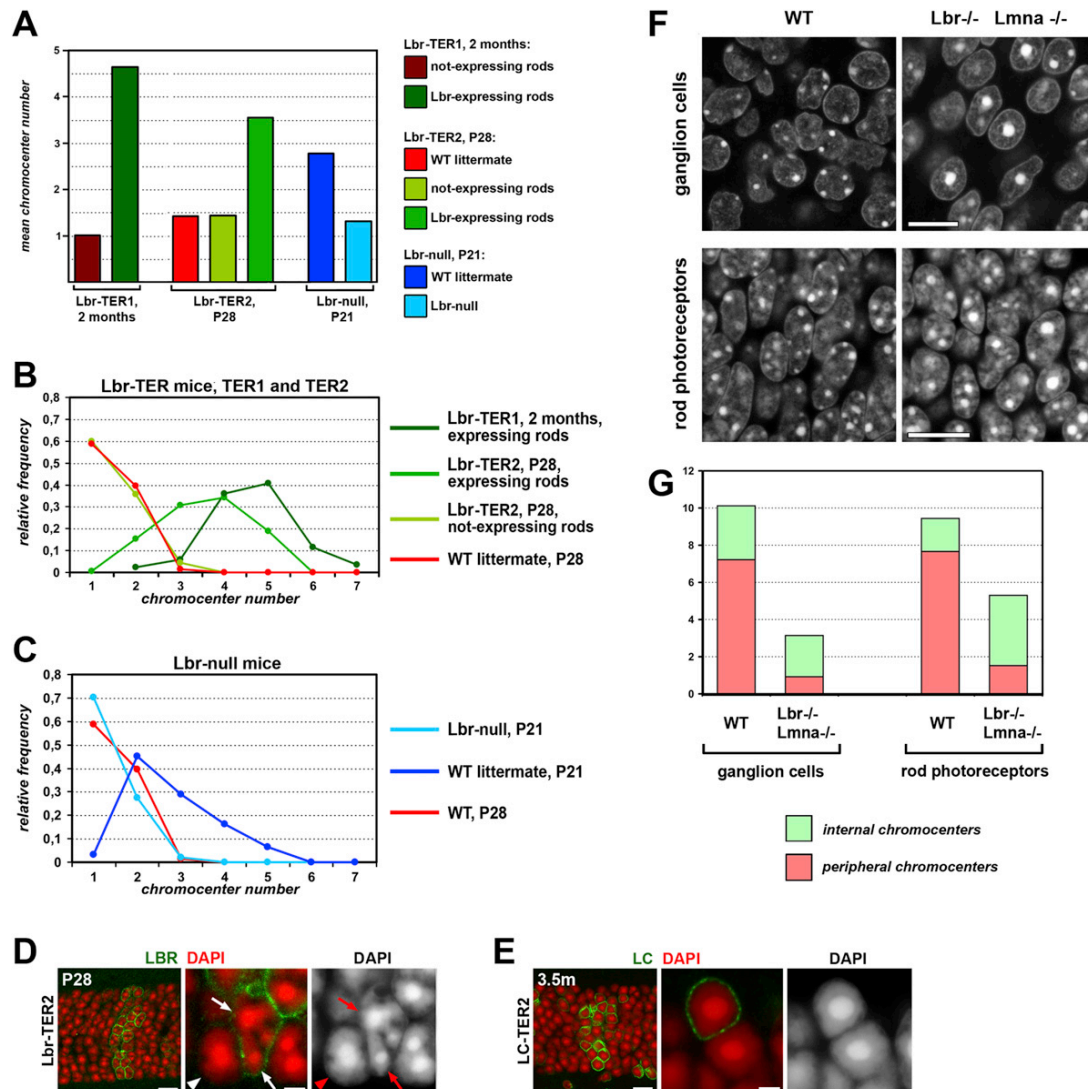 A
mean chromocenter number
5
4
3
2
1
Lbr-TER1,
2 months
Lbr-TER2,
P28
Lbr-null,
P21
Lbr-TER1, 2 months:
not-expressing rods
Lbr-expressing rods
Lbr-TER2, P28:
WT littermate
not-expressing rods
Lbr-expressing rods
Lbr-null, P21:
WT littermate
Lbr-null
B
Lbr-TER mice, TER1 and TER2
relative frequency
0,8
0,7
0,6
0,5
0,4
0,3
0,2
0,1
0
1 2 3 4 5 6 7
chromocenter number
Lbr-TER1, 2 months,
expressing rods
Lbr-TER2, P28,
expressing rods
Lbr-TER2, P28,
not-expressing rods
WT littermate, P28
C
Lbr-null mice
relative frequency
0,8
0,7
0,6
0,5
0,4
0,3
0,2
0,1
0
1 2 3 4 5 6 7
chromocenter number
Lbr-null, P21
WT littermate, P21
WT, P28
D
LBR DAPI DAPI
P28
Lbr-TER2
E
LC DAPI DAPI
3.5m
LC-TER2
F
WT Lbr-/- Lmna -/-
ganglion cells
rod photoreceptors
G
12
10
8
6
4
2
0
WT Lbr-/-
Lmna-/-
WT Lbr-/-
Lmna-/-
ganglion cells rod photoreceptors
internal chromocenters
peripheral chromocenters